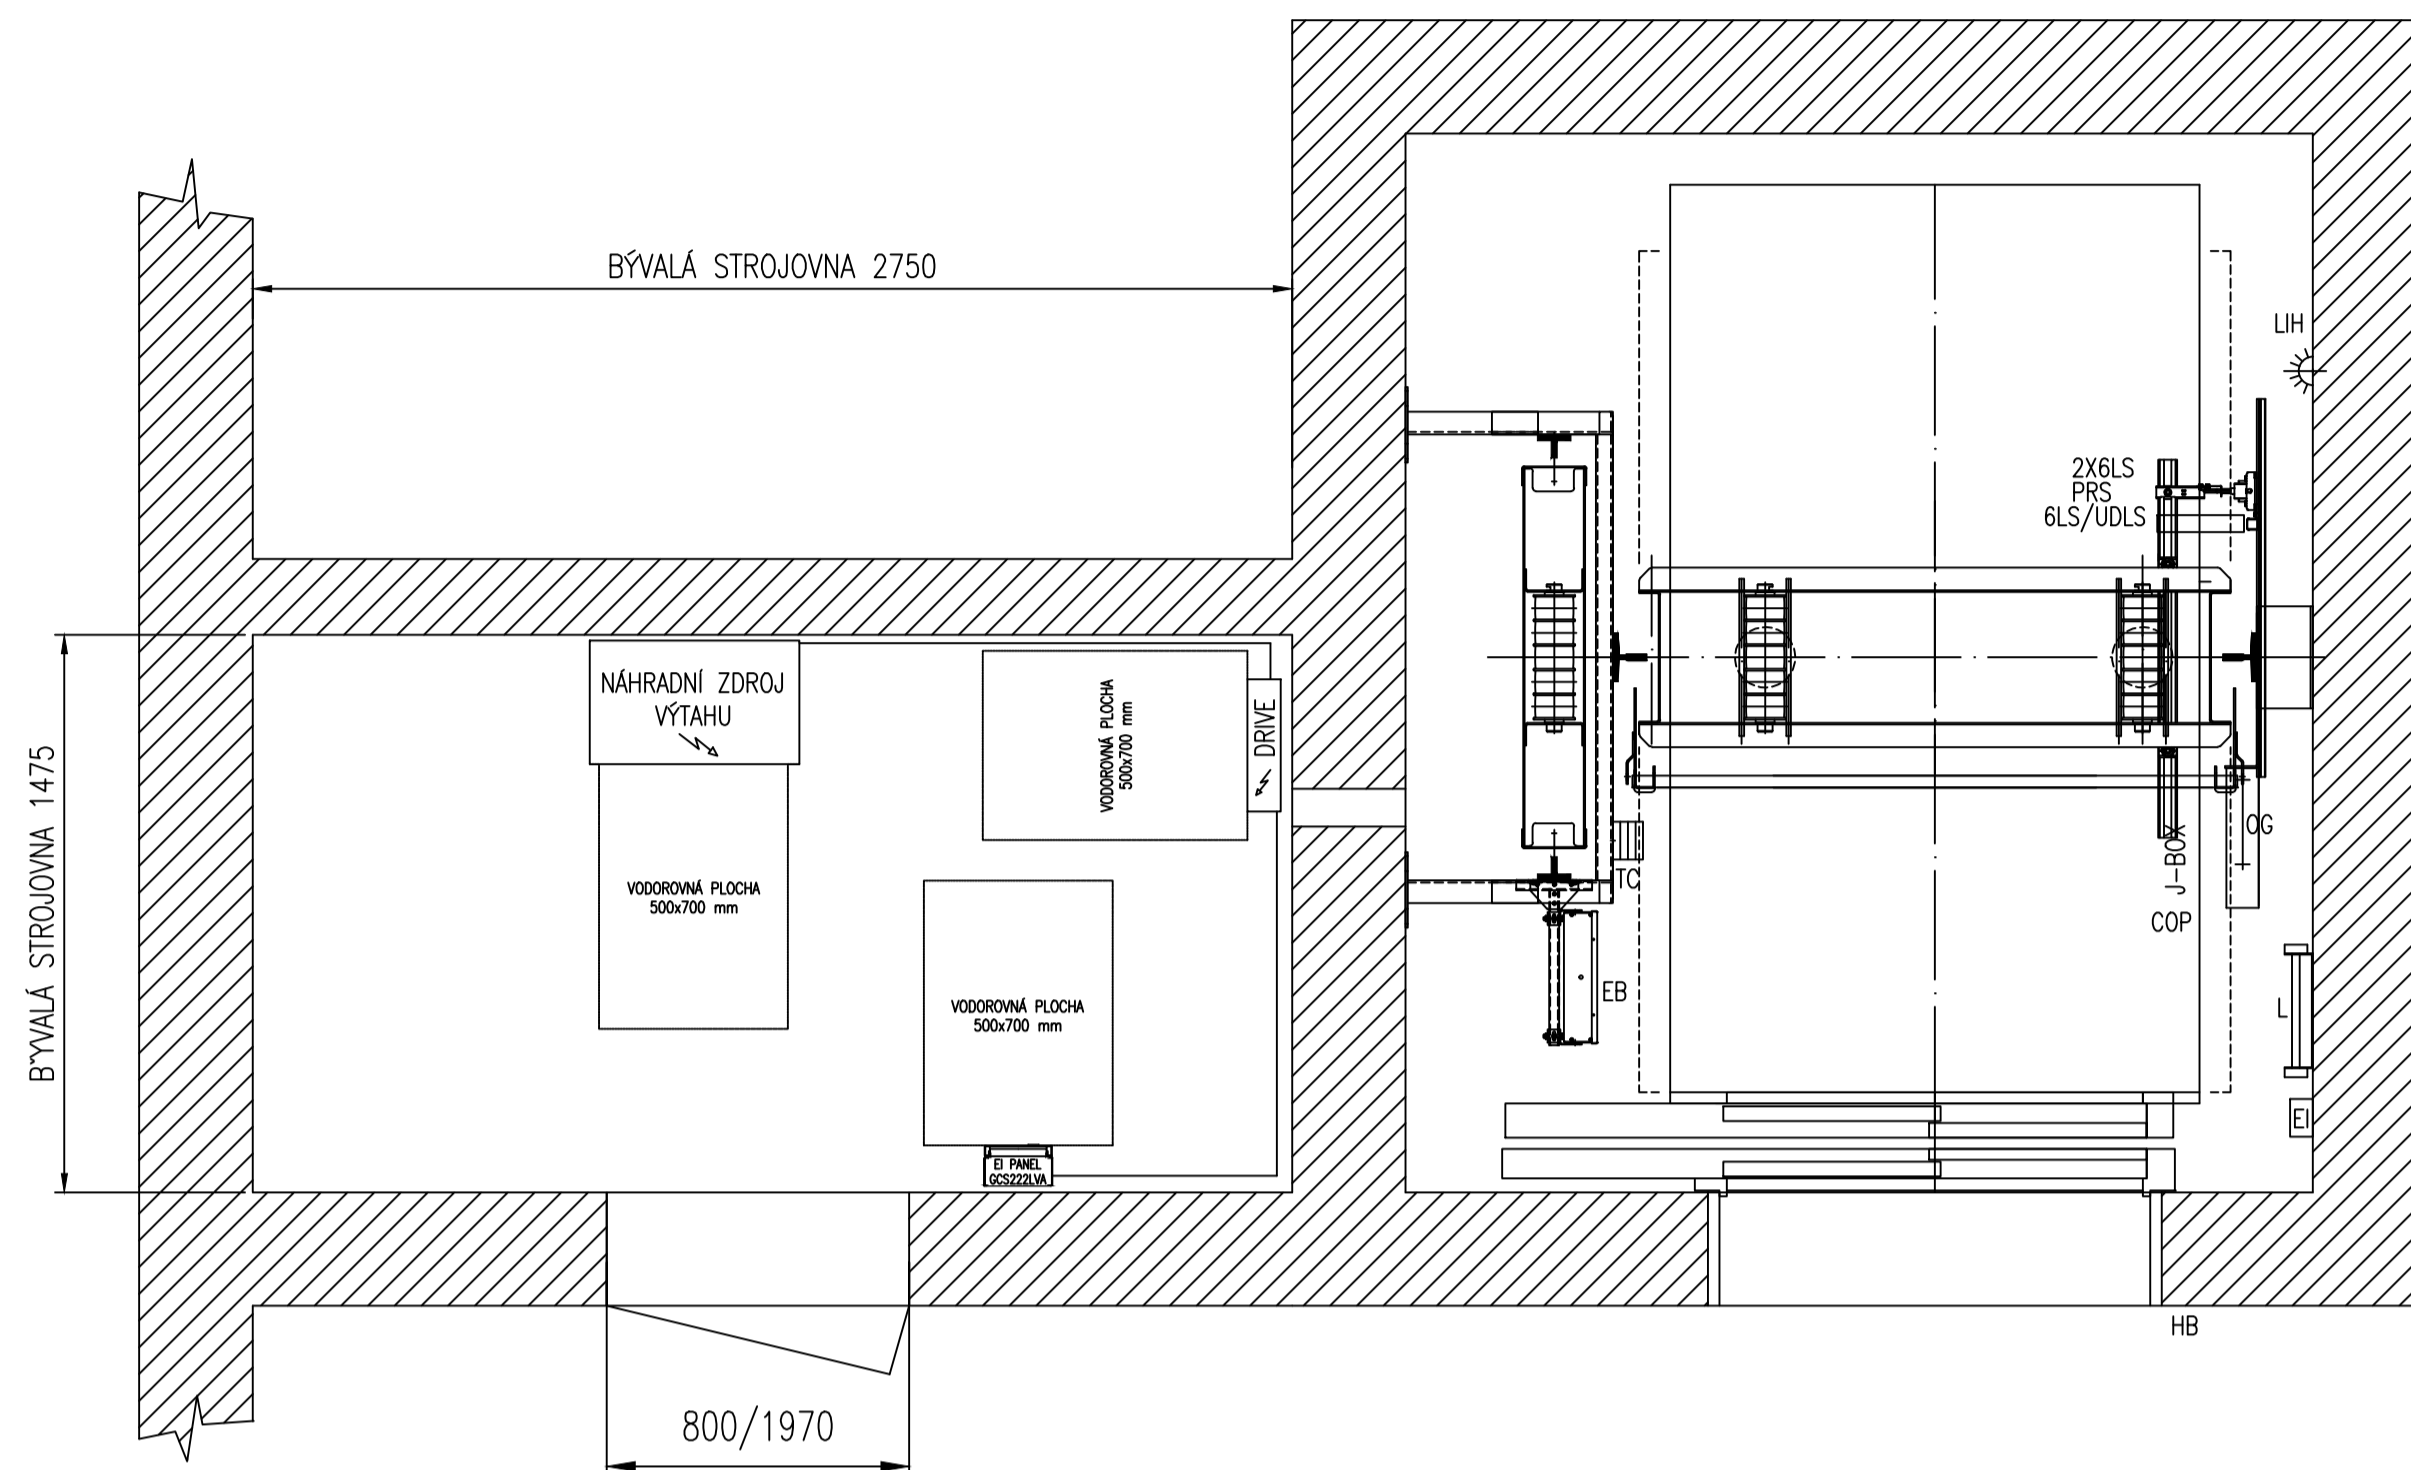 BÝVALÁ STROJOVNA 2750
LIH
2X6LS
PRS
6LS/UDLS
NÁHRADNÍ ZDROJ
VÝTAHU
VODOROVNÁ PLOCHA
500x700 mm
DRIVE
BÝVALÁ STROJOVNA 1475
VODOROVNÁ PLOCHA
500x700 mm
TC
J-BOX
OG
COP
VODOROVNÁ PLOCHA
500x700 mm
EB
L
EI
EI PANEL
GCS222LVA
HB
800/1970